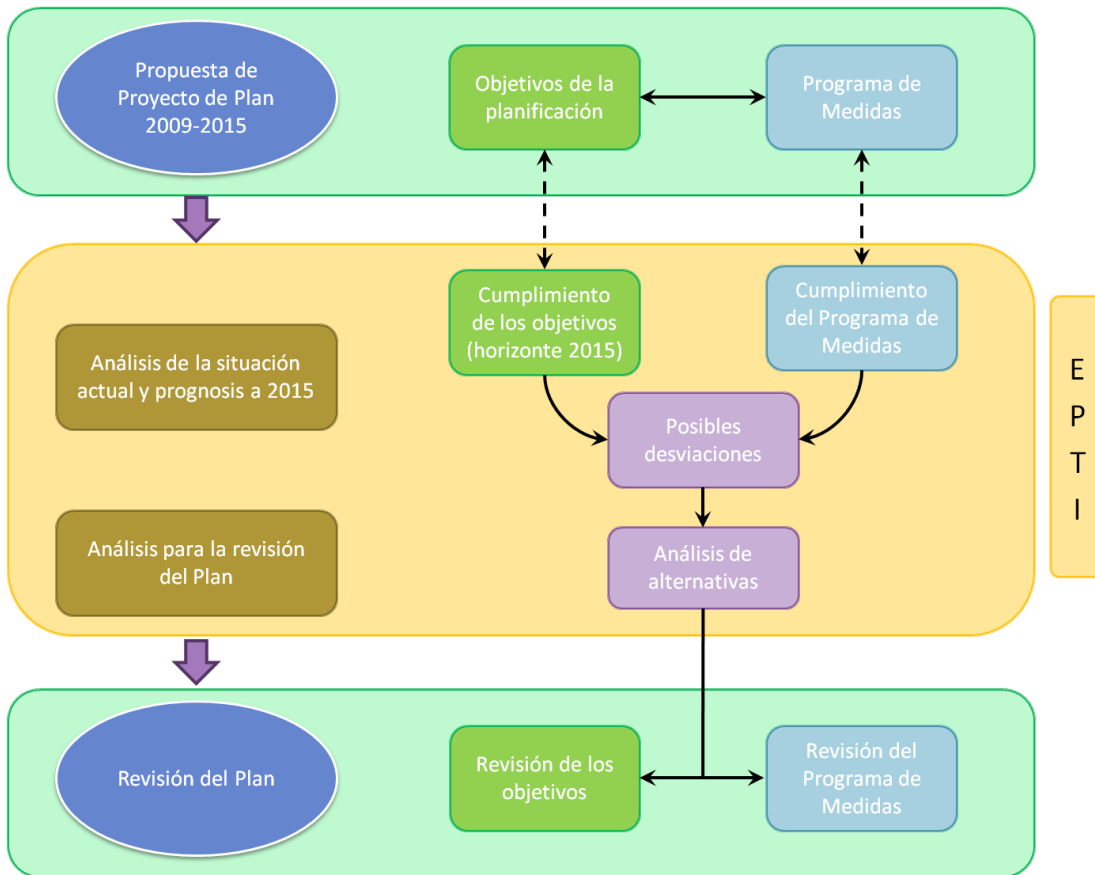 Propuesta de
Proyecto de Plan
2009-2015
Objetivos de la
planificación
Programa de
Medidas
Cumplimiento
de los objetivos
(horizonte 2015)
Cumplimiento
del Programa de
Medidas
Análisis de la situación
actual y prognosis a 2015
Posibles
desviaciones
Análisis para la revisión
del Plan
Análisis de
alternativas
E
P
T
I
Revisión del Plan
Revisión de los
objetivos
Revisión del
Programa de
Medidas